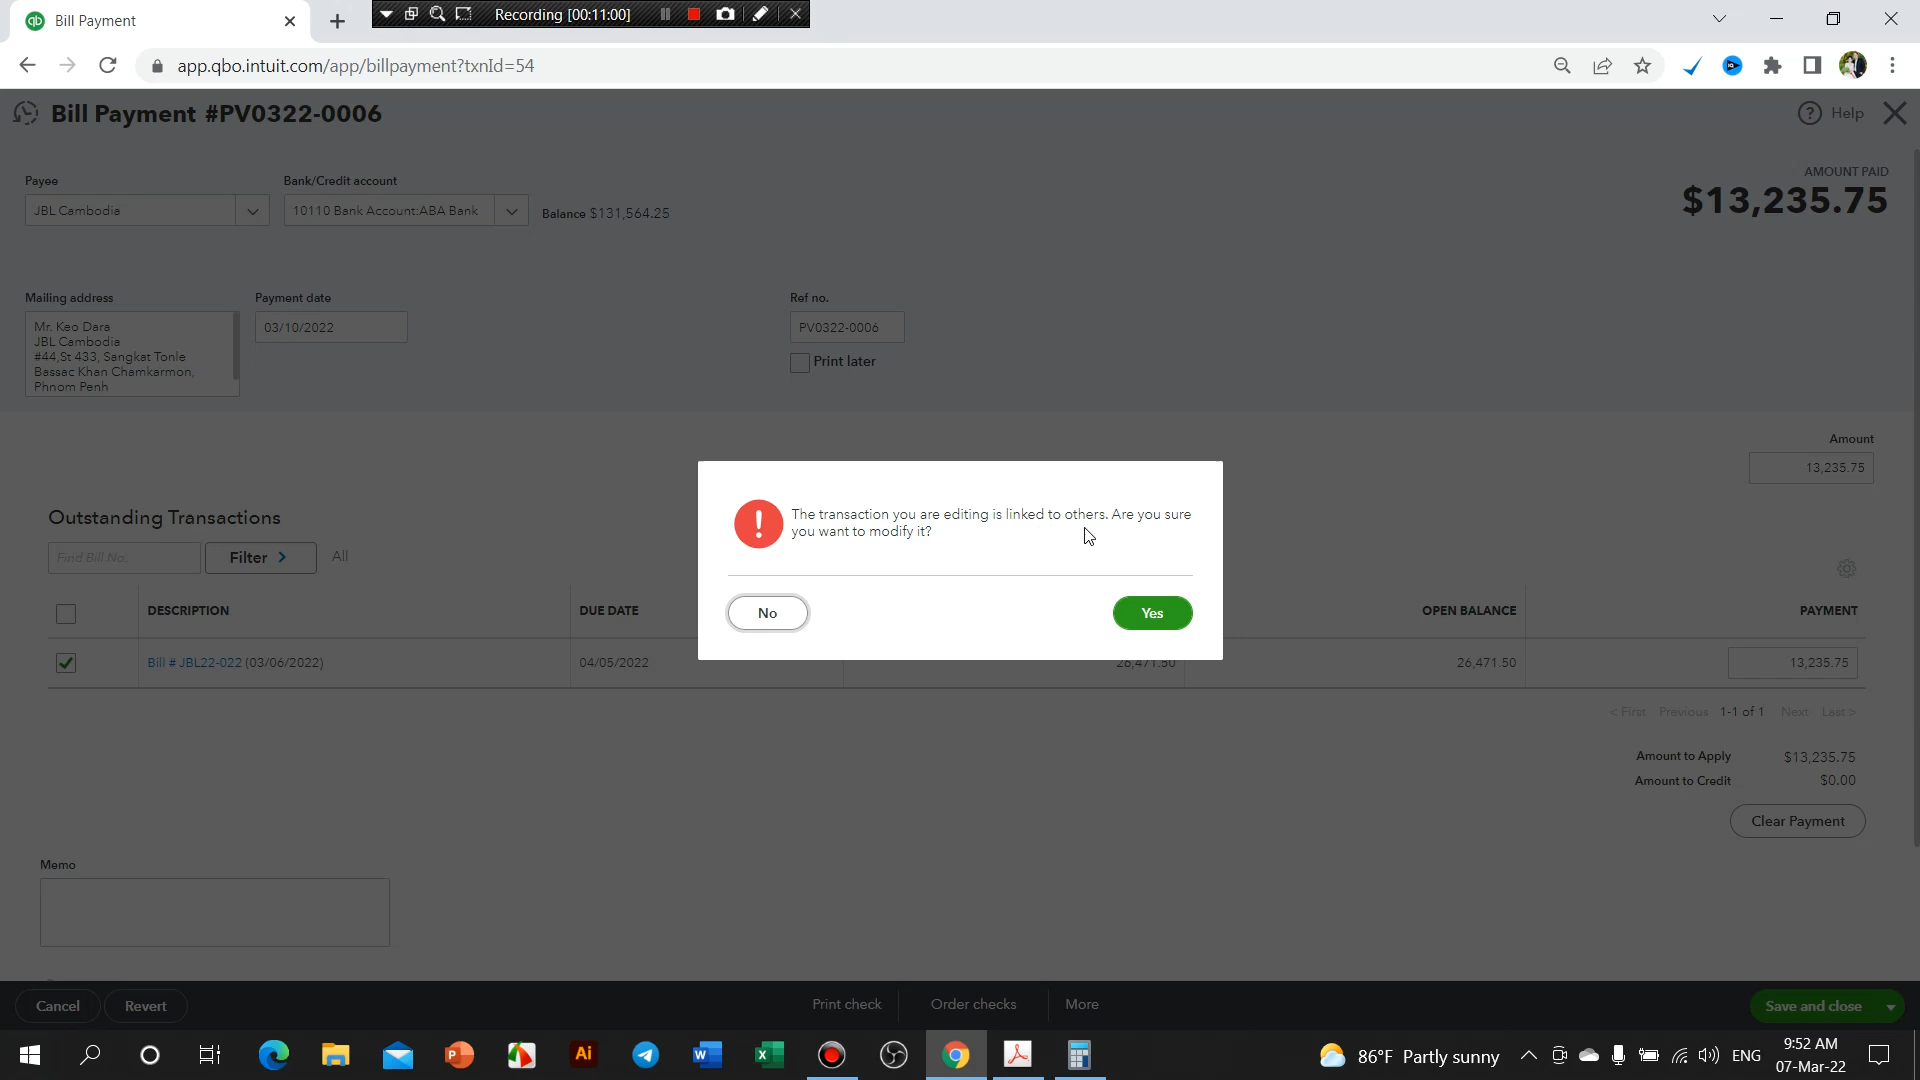 Bill Payment
Recording [00:11:00]
app.qbo.intuit.com/app/billpayment?txnId=54
Bill Payment #PV0322-0006
Help
Payee
Bank/Credit account
AMOUNT PAID
JBL Cambodia
10110 Bank Account:ABA Bank
Balance $131,564.25
$13,235.75
Mailing address
Payment date
Ref no.
Mr. Keo Dara
JBL Cambodia
#44,St 433, Sangkat Tonle
Bassac Khan Chamkarmon,
Phnom Penh
03/10/2022
PV0322-0006
Print later
Amount
13,235.75
Outstanding Transactions
Find Bill No.
Filter >
All
The transaction you are editing is linked to others. Are you sure
you want to modify it?
No
Yes
DESCRIPTION
DUE DATE
OPEN BALANCE
PAYMENT
Bill # JBL22-022 (03/06/2022)
04/05/2022
26,471.50
26,471.50
13,235.75
< First Previous 1-1 of 1 Next Last >
Amount to Apply $13,235.75
Amount to Credit $0.00
Clear Payment
Memo
Cancel
Revert
Print check
Order checks
More
Save and close
86°F Partly sunny
ENG
9:52 AM
07-Mar-22